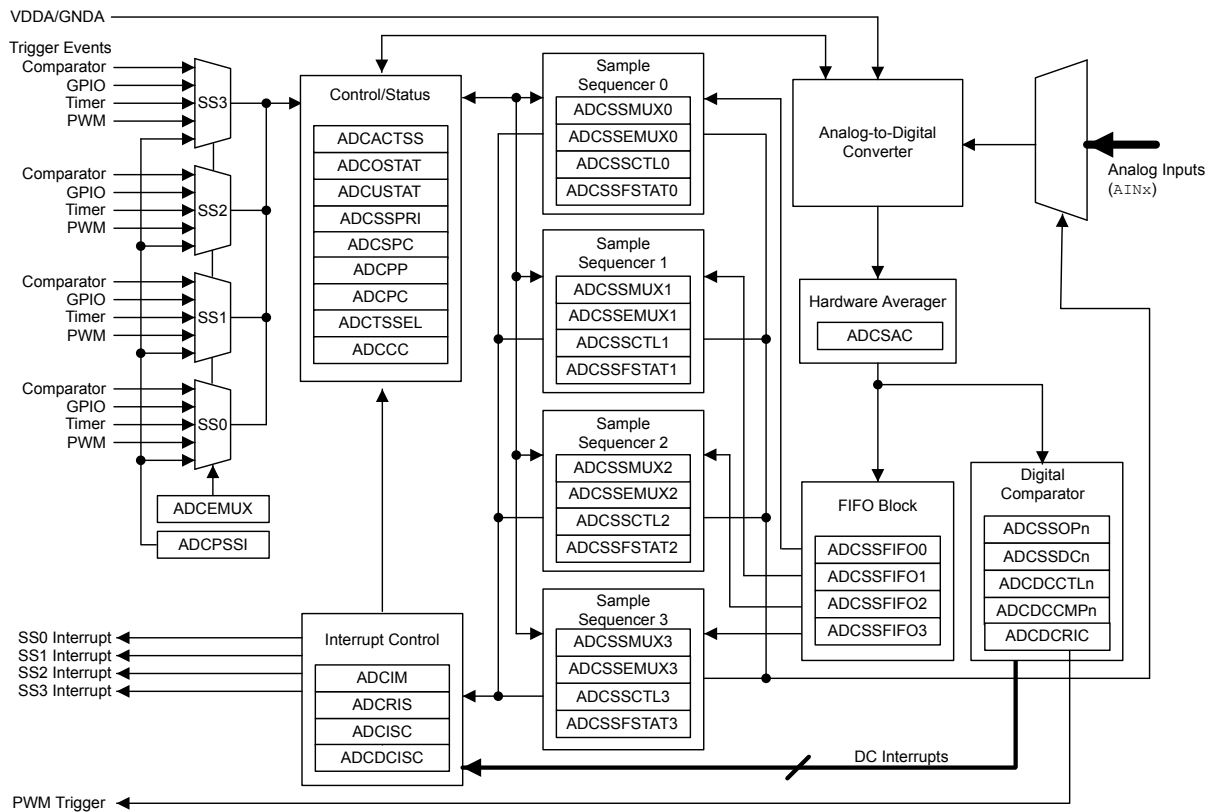 VDDA/GNDA
Trigger Events
Comparator
GPIO
Timer
PWM
SS3
Comparator
GPIO
Timer
PWM
SS2
Comparator
GPIO
Timer
PWM
SS1
Comparator
GPIO
Timer
PWM
SS0
ADCEMUX
ADCPSSI
Control/Status
ADCACTSS
ADCOSTAT
ADCUSTAT
ADCSSPRI
ADCSPC
ADCPP
ADCPC
ADCTSSEL
ADCCC
Sample
Sequencer 0
ADCSSMUX0
ADCSSEMUX0
ADCSSCTL0
ADCSSFSTAT0
Sample
Sequencer 1
ADCSSMUX1
ADCSSEMUX1
ADCSSCTL1
ADCSSFSTAT1
Sample
Sequencer 2
ADCSSMUX2
ADCSSEMUX2
ADCSSCTL2
ADCSSFSTAT2
Sample
Sequencer 3
ADCSSMUX3
ADCSSEMUX3
ADCSSCTL3
ADCSSFSTAT3
Analog-to-Digital
Converter
Analog Inputs
(AINx)
Hardware Averager
ADCSAC
FIFO Block
ADCSSFIFO0
ADCSSFIFO1
ADCSSFIFO2
ADCSSFIFO3
Digital
Comparator
ADCSSOPn
ADCSSDCn
ADCDCCTLn
ADCDCCMPn
ADCDCRIC
SS0 Interrupt
SS1 Interrupt
SS2 Interrupt
SS3 Interrupt
Interrupt Control
ADCIM
ADCRIS
ADCISC
ADCDCISC
DC Interrupts
PWM Trigger